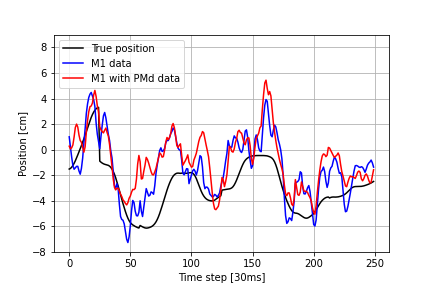 True position
M1 data
M1 with PMd data
Position [cm]
8
6
4
2
0
−2
−4
−6
−8
0 50 100 150 200 250
Time step [30ms]